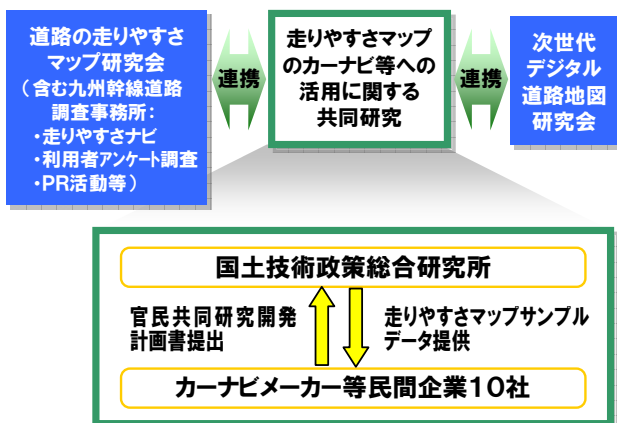 道路の走りやすさ
マップ研究会
（含む九州幹線道路
調査事務所：
・走りやすさナビ
・利用者アンケート調査
・PR活動等）
連携
走りやすさマップ
のカーナビ等への
活用に関する
共同研究
連携
次世代
デジタル
道路地図
研究会
国土技術政策総合研究所
官民共同研究開発
計画書提出
走りやすさマップサンプル
データ提供
カーナビメーカー等民間企業10社